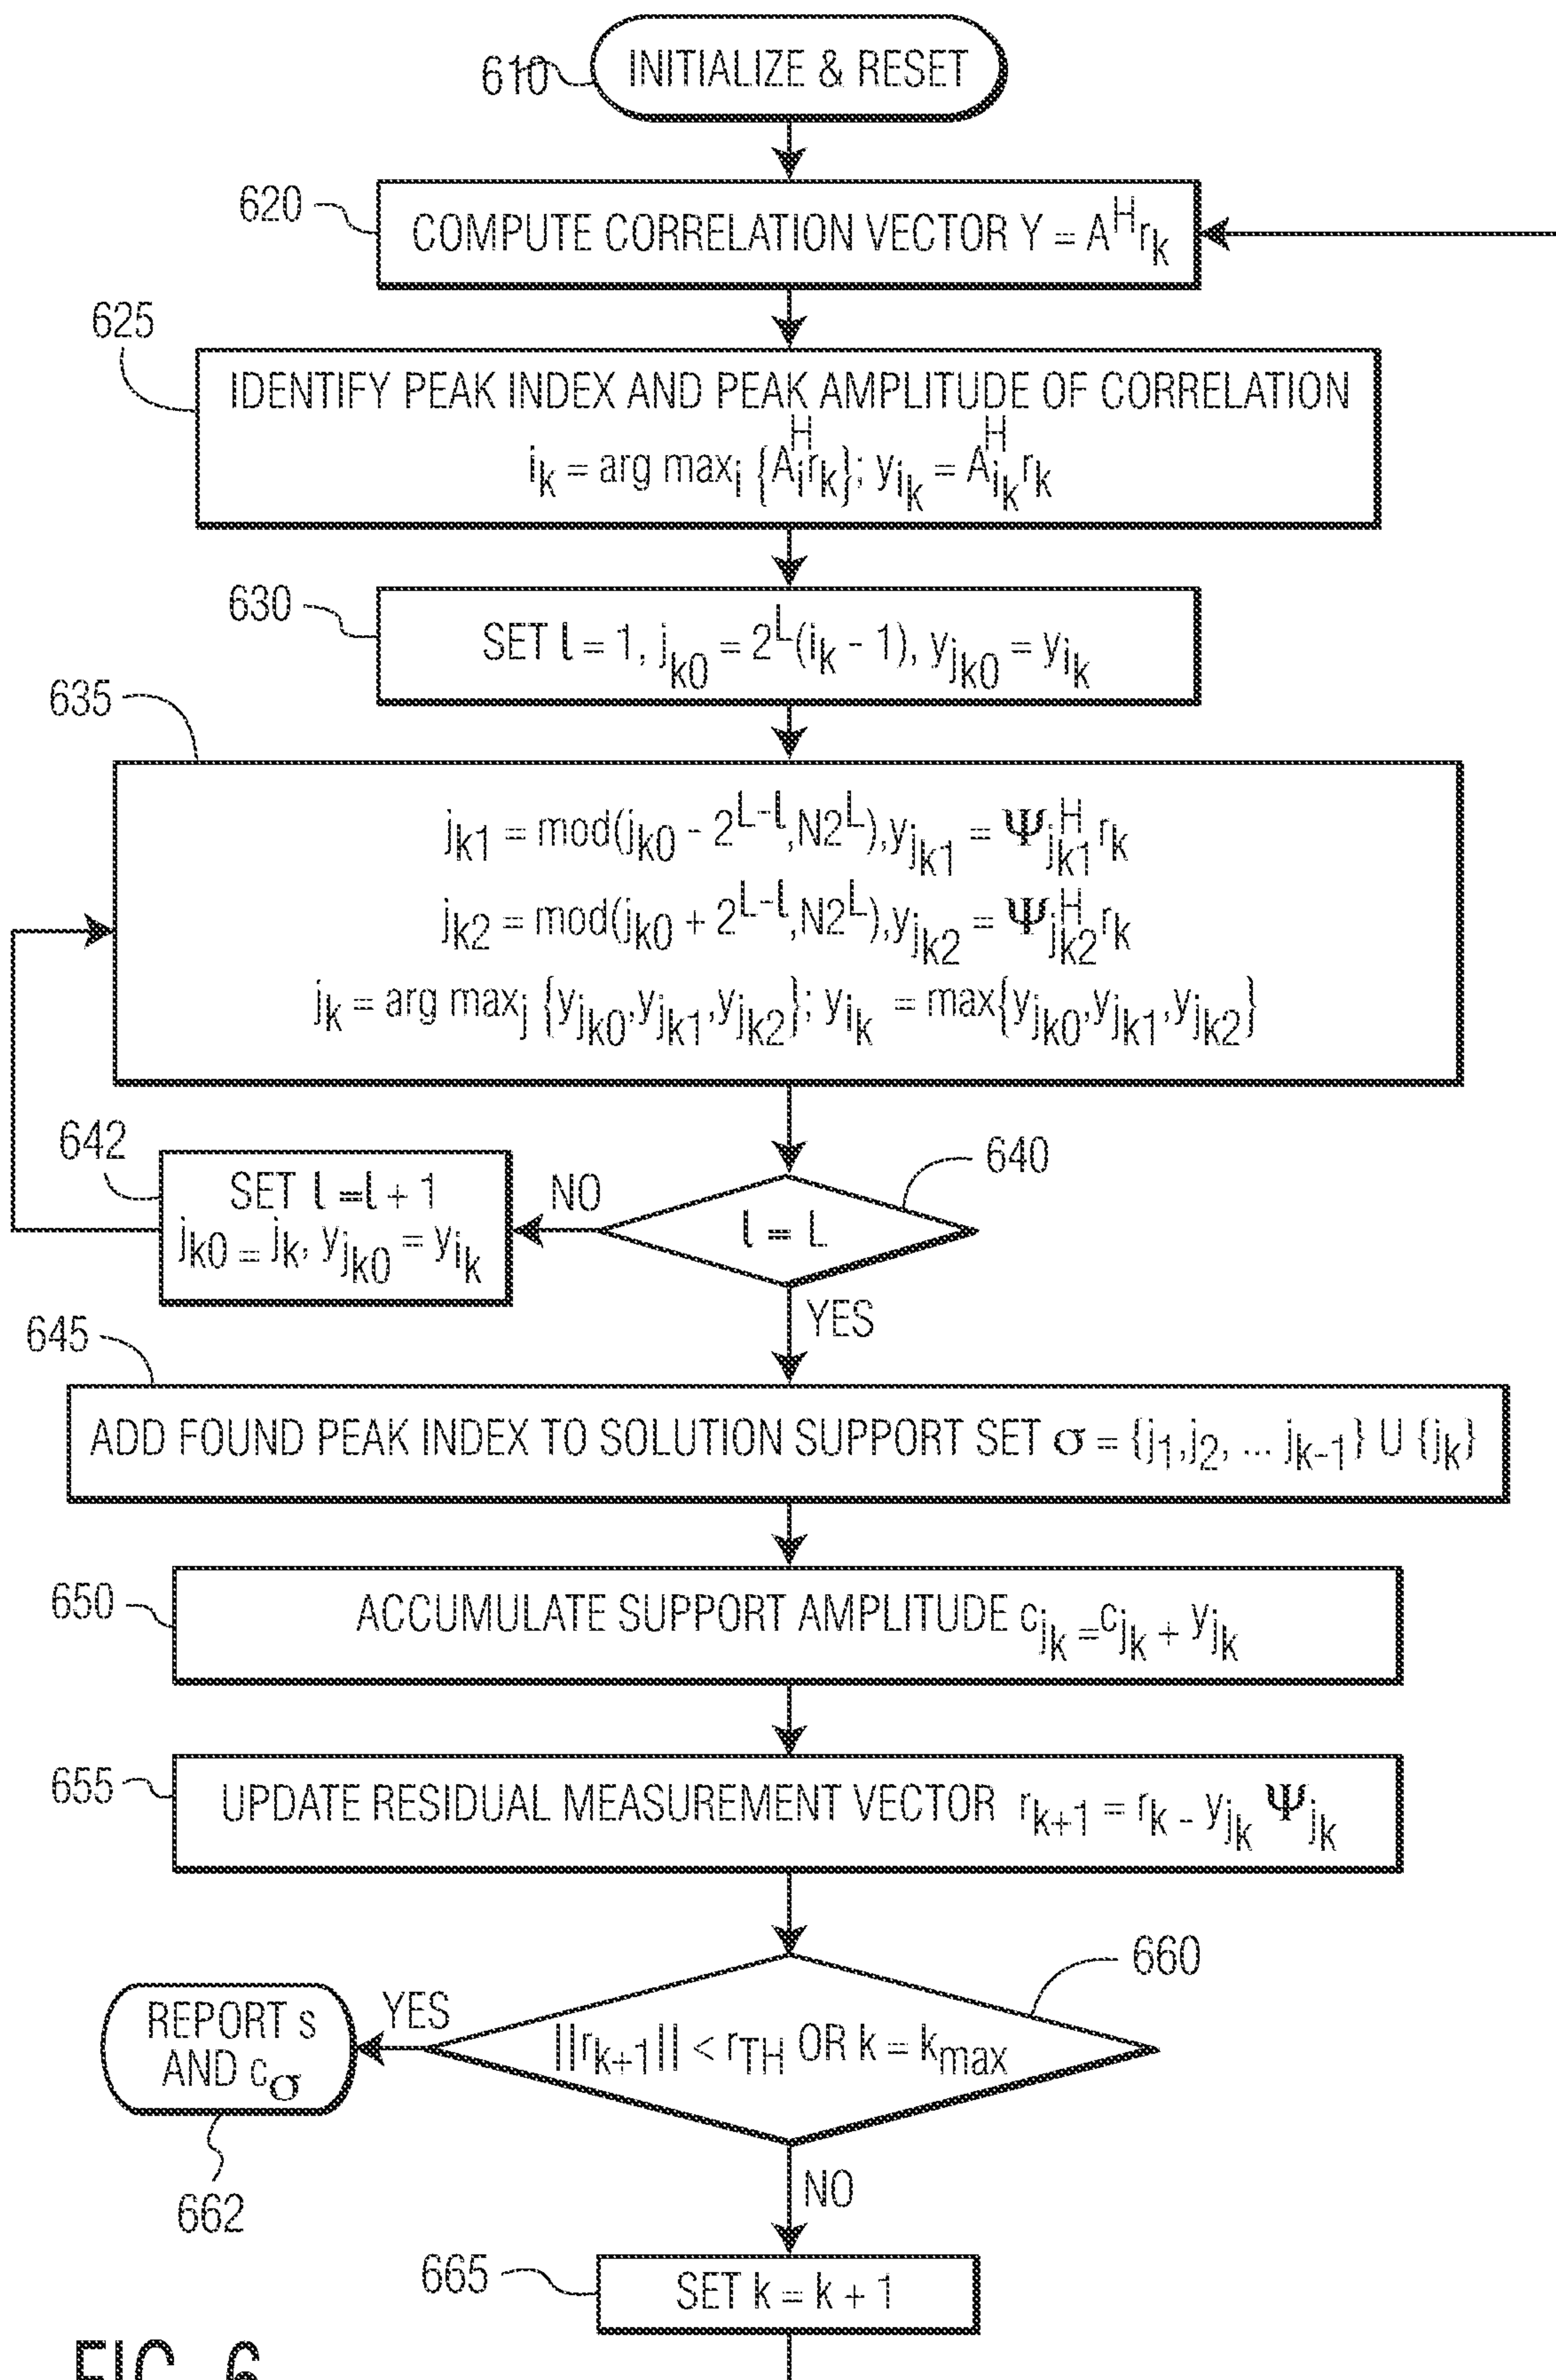 610 INITIALIZE & RESET
620 COMPUTE CORRELATION VECTOR Y = A^H r_k
625
IDENTIFY PEAK INDEX AND PEAK AMPLITUDE OF CORRELATION
i_k = arg max_i {A_i^H r_k}; y_{i_k} = A_{i_k}^H r_k
630 SET l = 1, j_{k0} = 2^L(i_k - 1), y_{j_{k0}} = y_{i_k}
635
j_{k1} = mod(j_{k0} - 2^{L-l},N2^L),y_{j_{k1}} = Ψ_{j_{k1}}^H r_k
j_{k2} = mod(j_{k0} + 2^{L-l},N2^L),y_{j_{k2}} = Ψ_{j_{k2}}^H r_k
j_k = arg max_j {y_{j_{k0}},y_{j_{k1}},y_{j_{k2}}}; y_{i_k} = max{y_{j_{k0}},y_{j_{k1}},y_{j_{k2}}}
642
SET l =l + 1
j_{k0} = j_k, y_{j_{k0}} = y_{i_k}
NO
640
l = L
YES
645
ADD FOUND PEAK INDEX TO SOLUTION SUPPORT SET σ = {j_1,j_2, ... j_{k-1}} U {j_k}
650 ACCUMULATE SUPPORT AMPLITUDE c_{j_k} =c_{j_k} + y_{j_k}
655 UPDATE RESIDUAL MEASUREMENT VECTOR r_{k+1} = r_k - y_{j_k} Ψ_{j_k}
660
||r_{k+1}|| < r_{TH} OR k = k_{max}
YES
REPORT s
AND c_σ
662
NO
665 SET k = k + 1
FIG. 6